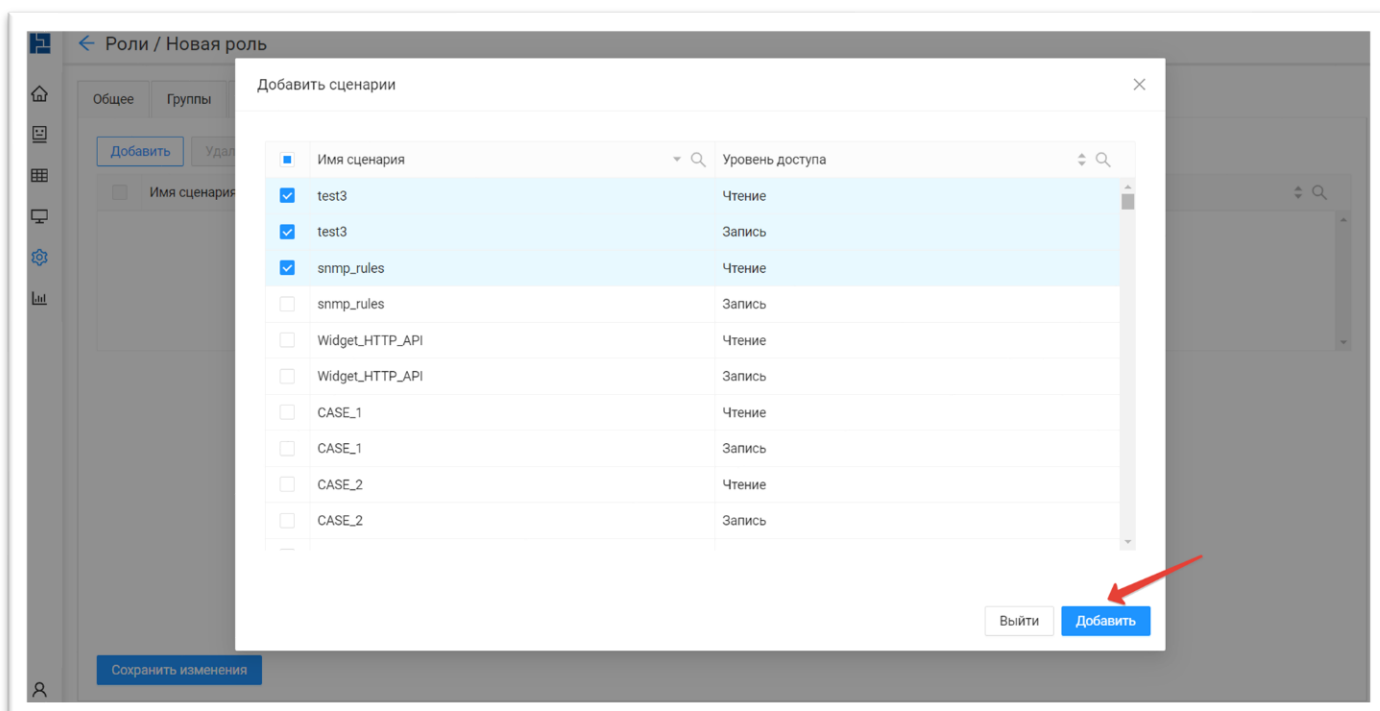 Роли / Новая роль
Добавить сценарии
Общее Группы
Добавить
Имя сценария Уровень доступа
Имя сценария
test3 Чтение
test3 Запись
snmp_rules Чтение
snmp_rules Запись
Widget_HTTP_API Чтение
Widget_HTTP_API Запись
CASE_1 Чтение
CASE_1 Запись
CASE_2 Чтение
CASE_2 Запись
Выйти Добавить
Сохранить изменения